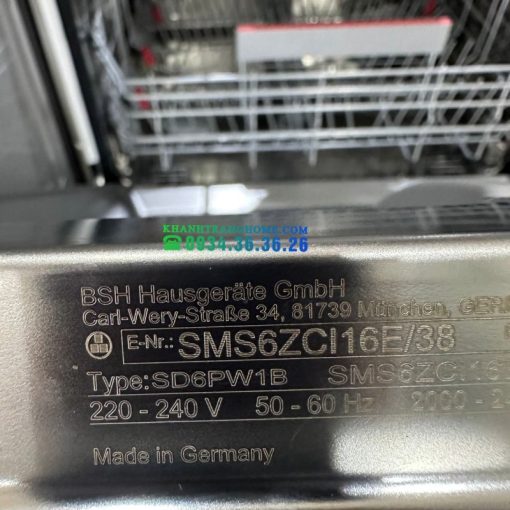 KHANHTRANGHOME.COM
0934.36.36.26
BSH Hausgeräte GmbH
Carl-Wery-Straße 34, 81739 München,
E-Nr.: SMS6ZCI16E/38
Type:SD6PW1B
220 - 240 V 50 - 60 Hz
Made in Germany